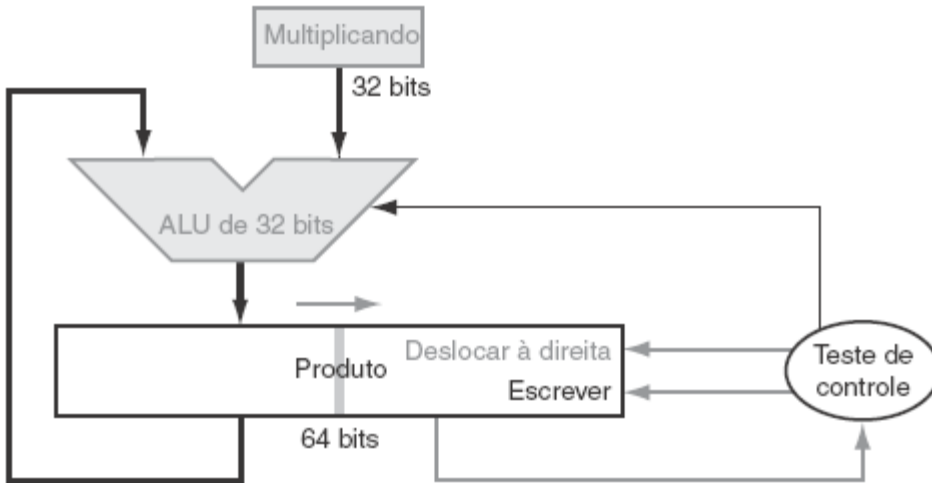 Multiplicando
32 bits
ALU de 32 bits
Deslocar à direita
Produto
Escrever
Teste de
controle
64 bits